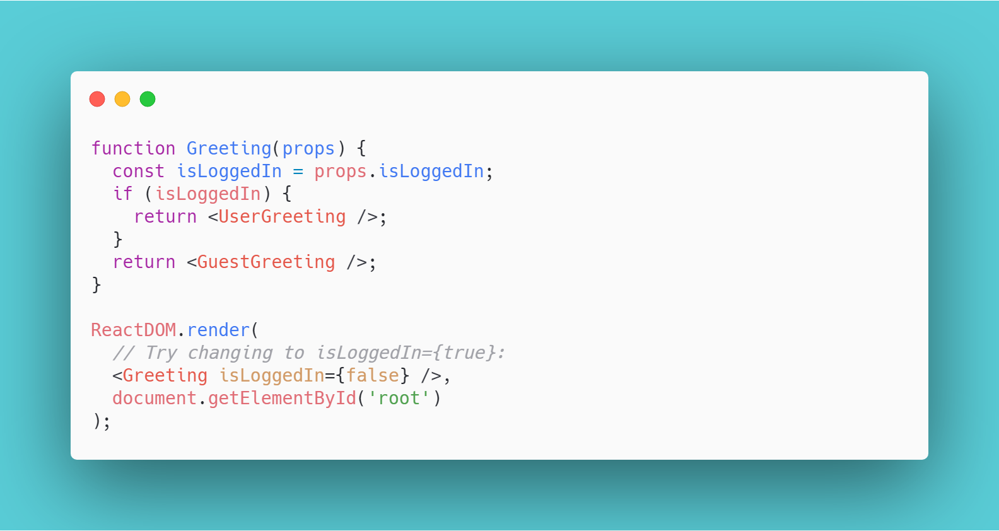 function Greeting(props) {
  const isLoggedIn = props.isLoggedIn;
  if (isLoggedIn) {
    return <UserGreeting />;
  }
  return <GuestGreeting />;
}

ReactDOM.render(
  // Try changing to isLoggedIn={true}:
  <Greeting isLoggedIn={false} />,
  document.getElementById('root')
);